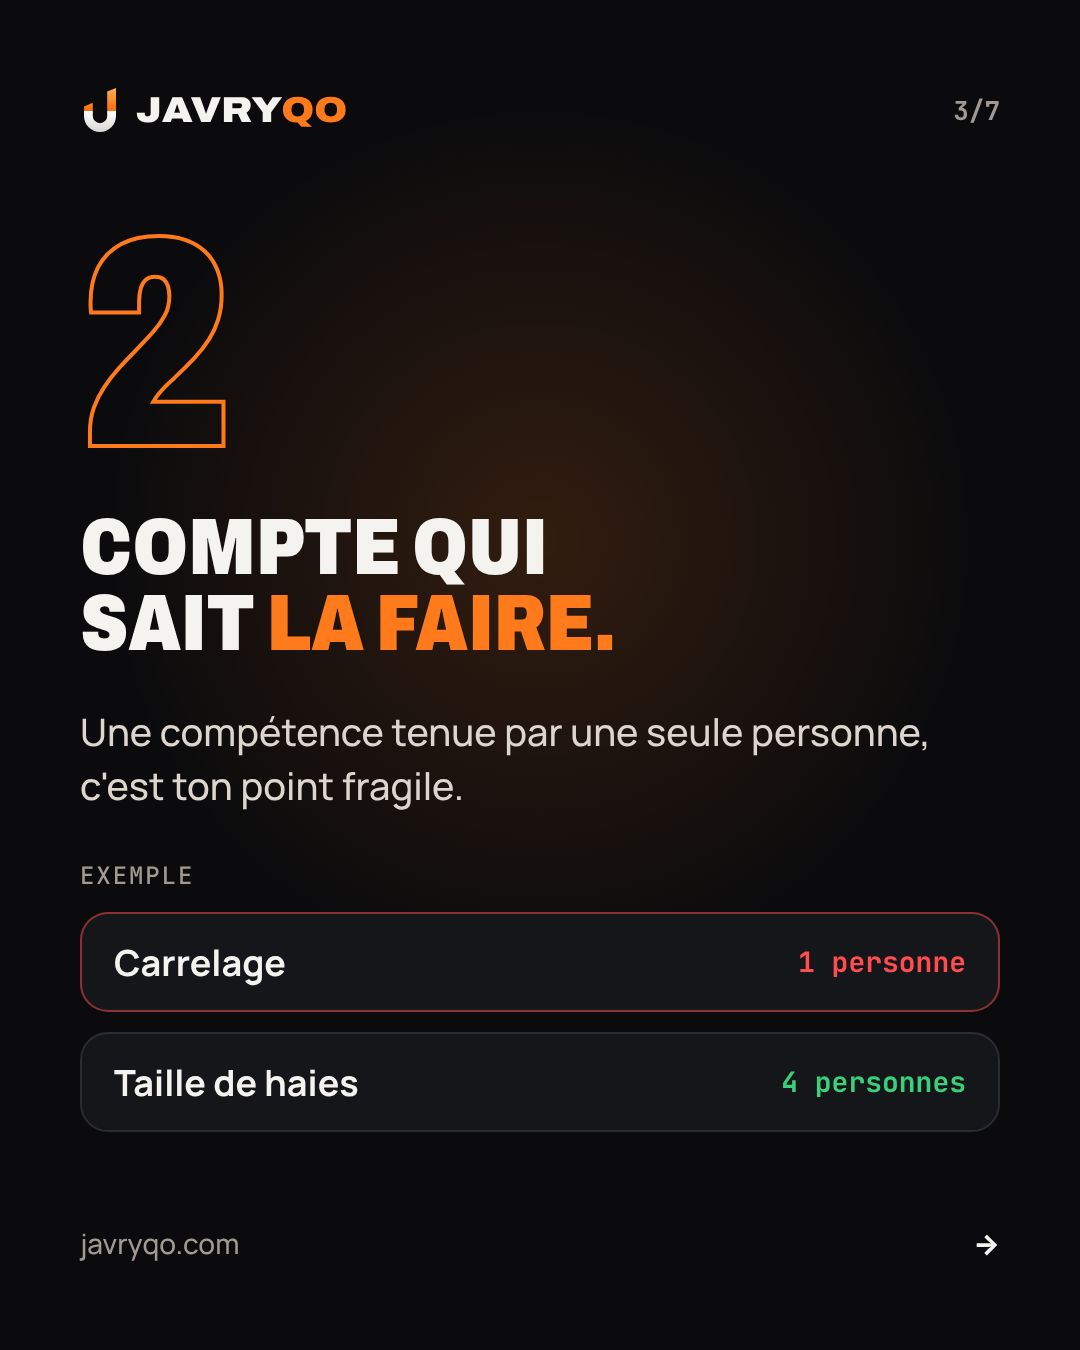 JAVRYQO
3/7
2
COMPTE QUI
SAIT LA FAIRE.
Une compétence tenue par une seule personne,
c'est ton point fragile.
EXEMPLE
Carrelage
1 personne
Taille de haies
4 personnes
javryqo.com
→